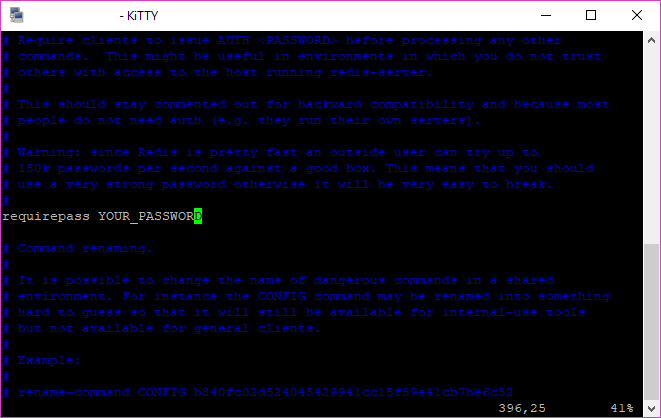 - KiTTY
# Require clients to issue AUTH <PASSWORD> before processing any other
# commands.  This might be useful in environments in which you do not trust
# others with access to the host running redis-server.
#
# This should stay commented out for backward compatibility and because most
# people do not need auth (e.g. they run their own servers).
#
# Warning: since Redis is pretty fast an outside user can try up to
# 150k passwords per second against a good box. This means that you should
# use a very strong password otherwise it will be very easy to break.
#
requirepass YOUR_PASSWORD
# Command renaming.
#
# It is possible to change the name of dangerous commands in a shared
# environment. For instance the CONFIG command may be renamed into something
# hard to guess so that it will still be available for internal-use tools
# but not available for general clients.
#
# Example:
#
# rename-command CONFIG b840fc02d524045429941cc15f59e41cb7be6c52
396,25 41%